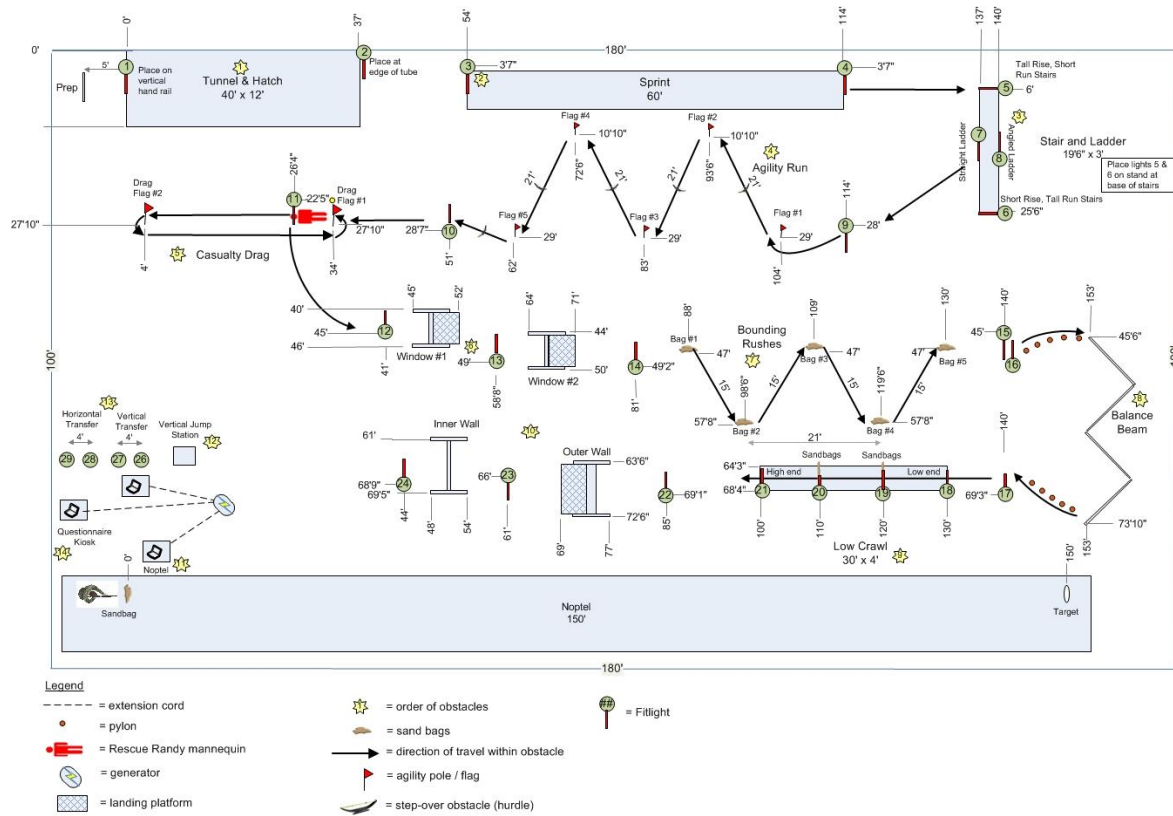 0'
37'
54'
114'
137'
140'
0'
180'
5'
Prep
1
Place on
vertical
hand rail
1
Tunnel & Hatch
40' x 12'
2
Place at
edge of tube
3
3'7"
2
Sprint
60'
4
3'7"
Tall Rise, Short
Run Stairs
5
6'
3
7
Straight Ladder
Angled Ladder
8
Stair and Ladder
19'6" x 3'
Place lights 5 &
6 on stand at
base of stairs
Short Rise, Tall Run Stairs
6
25'6"
Flag #4
10'10"
72'6"
Flag #2
10'10"
93'6"
4
Agility Run
21'
21'
21'
21'
Flag #5
29'
62'
Flag #3
29'
83'
Flag #1
29'
104'
114'
9
28'
26'4"
11
22'5"
Drag
Flag #2
Drag
Flag #1
27'10"
27'10"
4'
34'
5
Casualty Drag
28'7"
10
51'
100'
40'
45'
46'
12
41'
45'
52'
Window #1
6
49'
13
58'8"
64'
71'
44'
50'
Window #2
14
49'2"
81'
88'
Bag #1
47'
Bounding
Rushes
7
109'
Bag #3
47'
130'
47'
Bag #5
15'
15'
15'
15'
98'6"
57'8"
Bag #2
119'6"
Bag #4
57'8"
21'
140'
45'
15
16
153'
45'6"
8
Balance
Beam
13
Horizontal
Transfer
4'
Vertical
Transfer
4'
Vertical Jump
Station
12
29
28
27
26
Questionnaire
Kiosk
14
Noptel
11
0'
61'
Inner Wall
10
24
68'9"
69'5"
44'
48'
54'
66'
23
61'
Outer Wall
63'6"
72'6"
69'
77'
22
69'1"
85'
Sandbags
Sandbags
64'3"
High end
Low end
68'4"
21
20
19
18
100'
110'
120'
130'
Low Crawl
30' x 4'
9
140'
69'3"
17
73'10"
153'
150'
Sandbag
Noptel
150'
Target
180'
Legend
= extension cord
= pylon
= Rescue Randy mannequin
= generator
= landing platform
1
= order of obstacles
= sand bags
= direction of travel within obstacle
= agility pole / flag
= step-over obstacle (hurdle)
##
= Fitlight